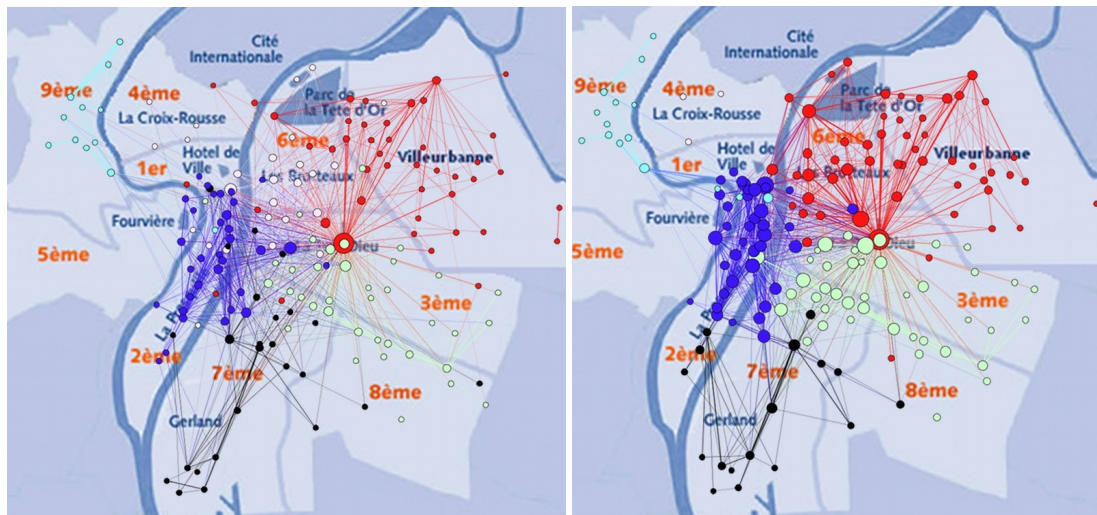 Cité
Internationale
9ème
4ème
Parc de
la Tete d'Or
La Croix-Rousse
6ème
Hotel de
Ville
Villeurbanne
1er
Fourvière
Dieu
5ème
3ème
2ème
7ème
8ème
Gerland
Cité
Internationale
9ème
4ème
Parc de
la Tete d'Or
La Croix-Rousse
6ème
Hotel de
Ville
Villeurbanne
1er
Fourvière
Dieu
5ème
3ème
2ème
7ème
8ème
Gerland